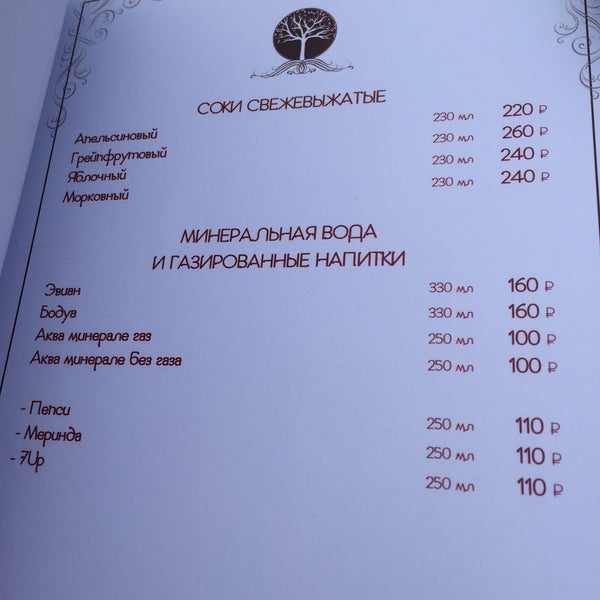 СОКИ СВЕЖЕВЫЖАТЫЕ
Апельсиновый 230 мл 220 ₽
Грейпфрутовый 230 мл 260 ₽
Яблочный 230 мл 240 ₽
Морковный 230 мл 240 ₽
МИНЕРАЛЬНАЯ ВОДА
И ГАЗИРОВАННЫЕ НАПИТКИ
Эвиан 330 мл 160 ₽
Бодуа 330 мл 160 ₽
Аква минерале газ 250 мл 100 ₽
Аква минерале без газа 250 мл 100 ₽
- Пепси 250 мл 110 ₽
- Меринда 250 мл 110 ₽
- 7Up 250 мл 110 ₽